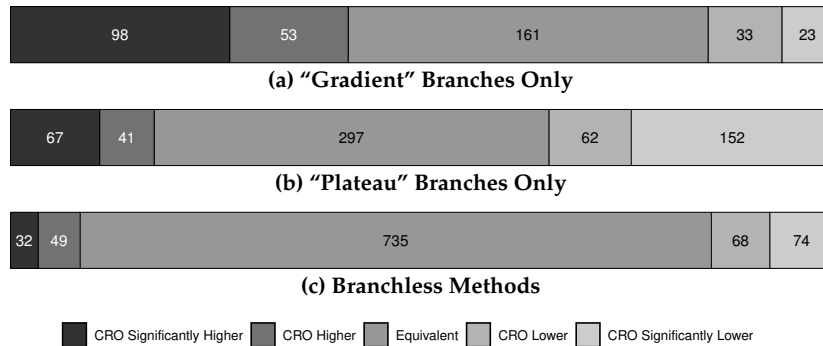 98 53 161 33 23
(a) “Gradient” Branches Only
67 41 297 62 152
(b) “Plateau” Branches Only
32 49 735 68 74
(c) Branchless Methods
CRO Significantly Higher CRO Higher Equivalent CRO Lower CRO Significantly Lower